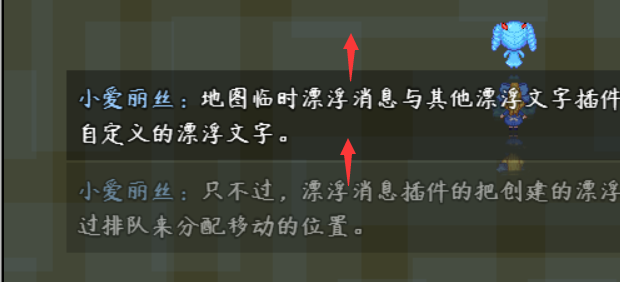 小爱丽丝：地图临时漂浮消息与其他漂浮文字插件
自定义的漂浮文字。
小爱丽丝：只不过，漂浮消息插件的把创建的漂浮
过排队来分配移动的位置。